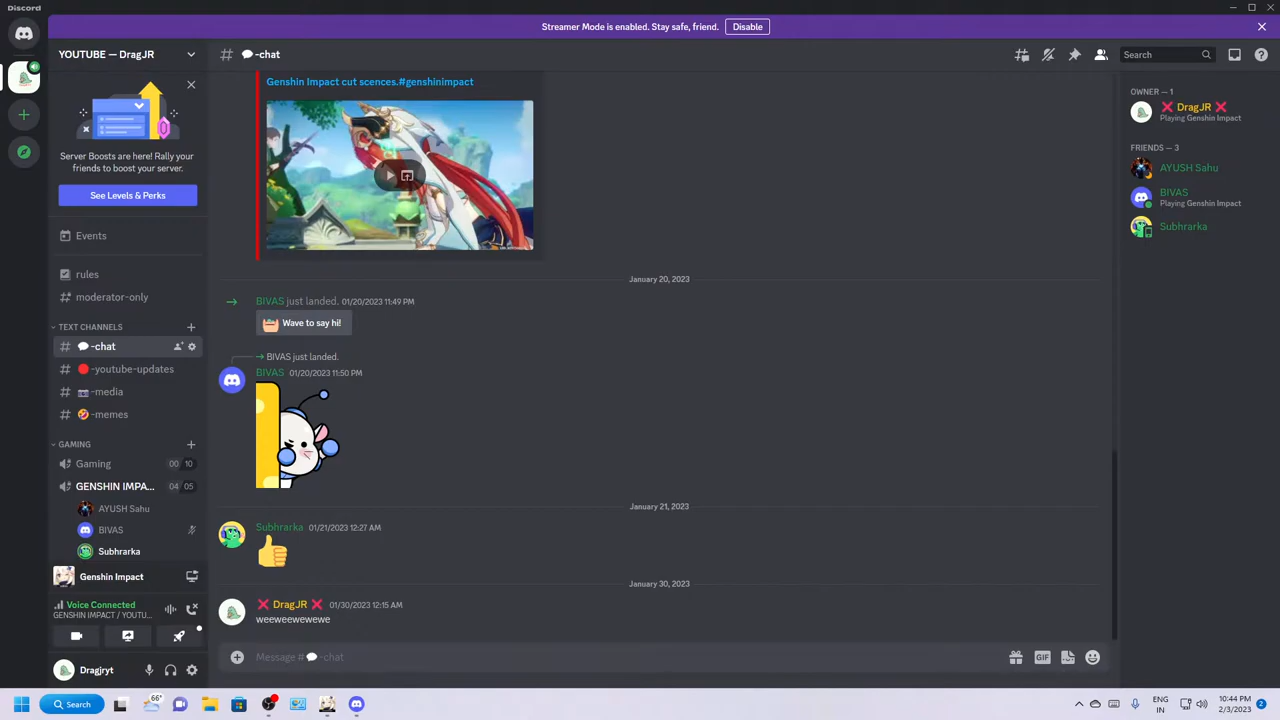 Discord
Streamer Mode is enabled. Stay safe, friend.
Disable
YOUTUBE — DragJR
-chat
Search
Server Boosts are here! Rally your
friends to boost your server.
See Levels & Perks
Events
rules
moderator-only
TEXT CHANNELS
-chat
-youtube-updates
-media
-memes
GAMING
Gaming
00 10
GENSHIN IMPA...
04 05
AYUSH Sahu
BIVAS
Subhrarka
Genshin Impact
Voice Connected
GENSHIN IMPACT / YOUTU...
Dragjryt
Genshin Impact cut scences.#genshinimpact
January 20, 2023
BIVAS just landed. 01/20/2023 11:49 PM
Wave to say hi!
BIVAS just landed.
BIVAS 01/20/2023 11:50 PM
January 21, 2023
Subhrarka 01/21/2023 12:27 AM
January 30, 2023
❌ DragJR ❌ 01/30/2023 12:15 AM
weeweewewewe
Message #💬-chat
GIF
OWNER — 1
❌ DragJR ❌
Playing Genshin Impact
FRIENDS — 3
AYUSH Sahu
BIVAS
Playing Genshin Impact
Subhrarka
66°
Search
ENG
IN
10:44 PM
2/3/2023
2